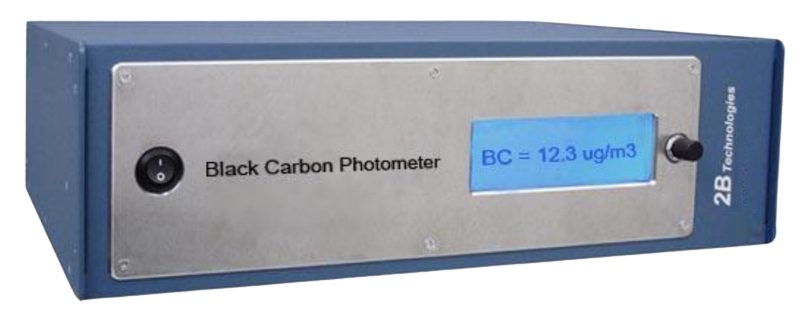 Black Carbon Photometer
BC = 12.3 ug/m3
2B Technologies